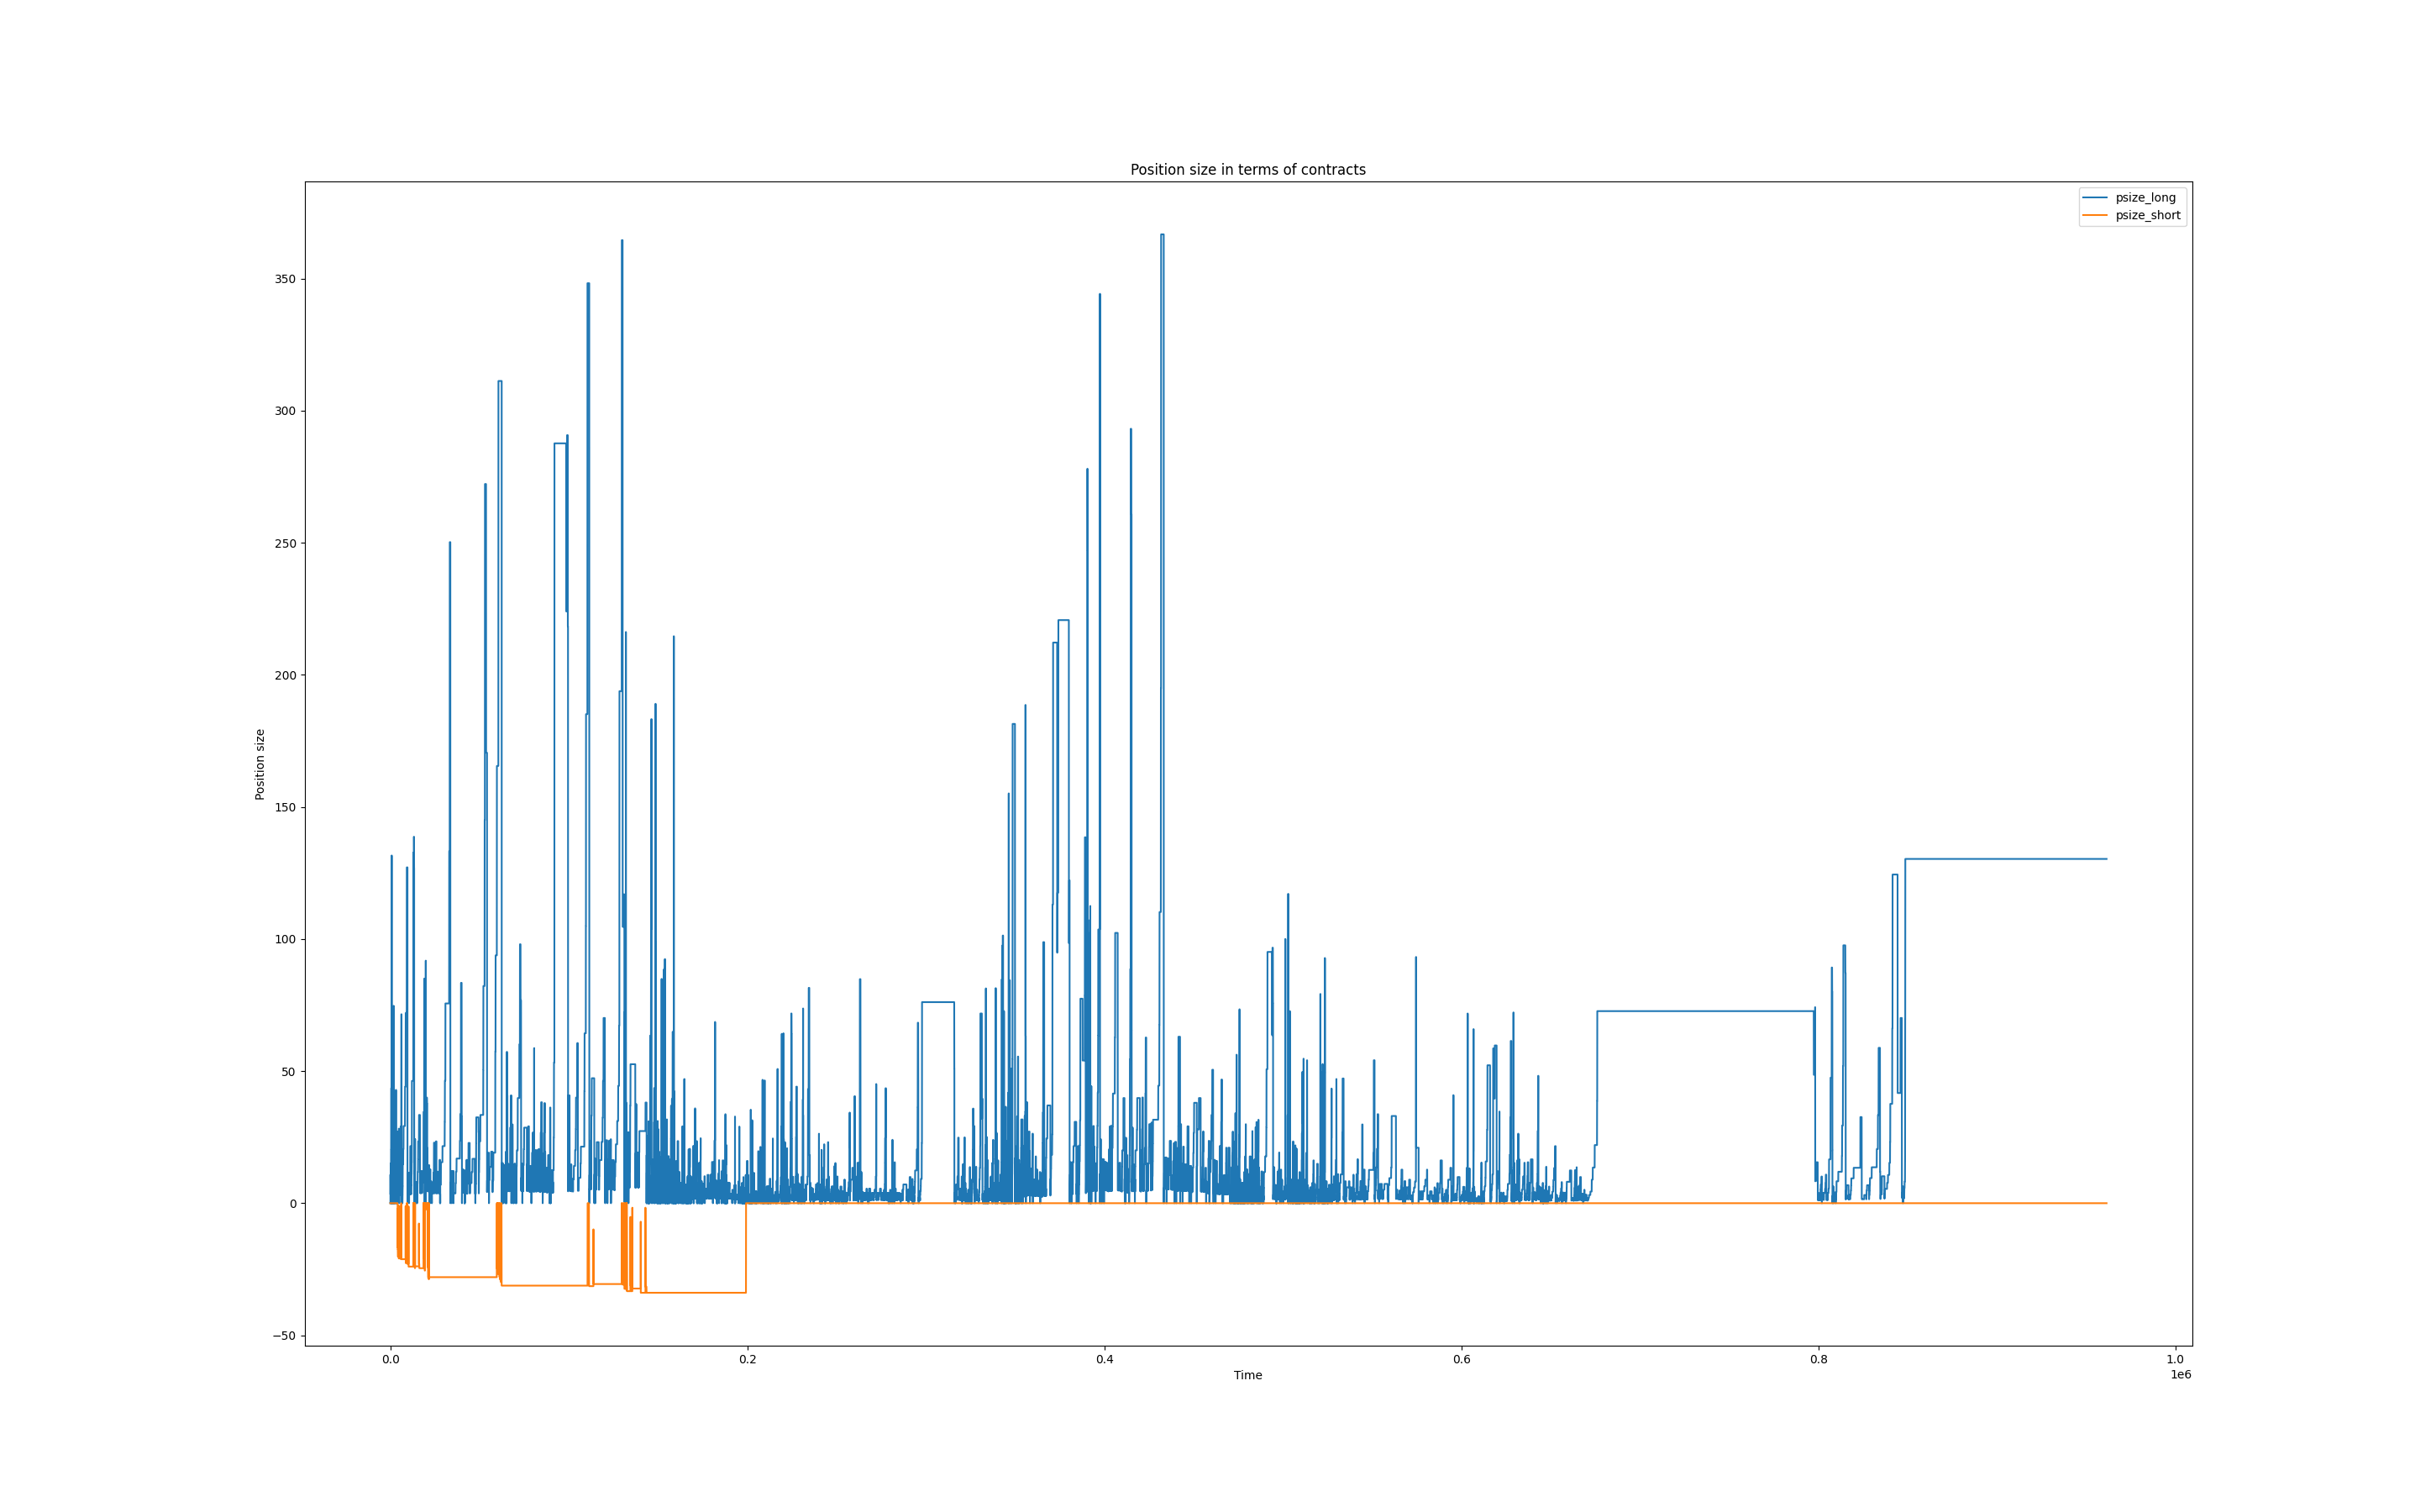 Position size in terms of contracts
psize_long
psize_short
Position size
350
300
250
200
150
100
50
0
−50
0.0 0.2 0.4 0.6 0.8 1.0
Time
1e6